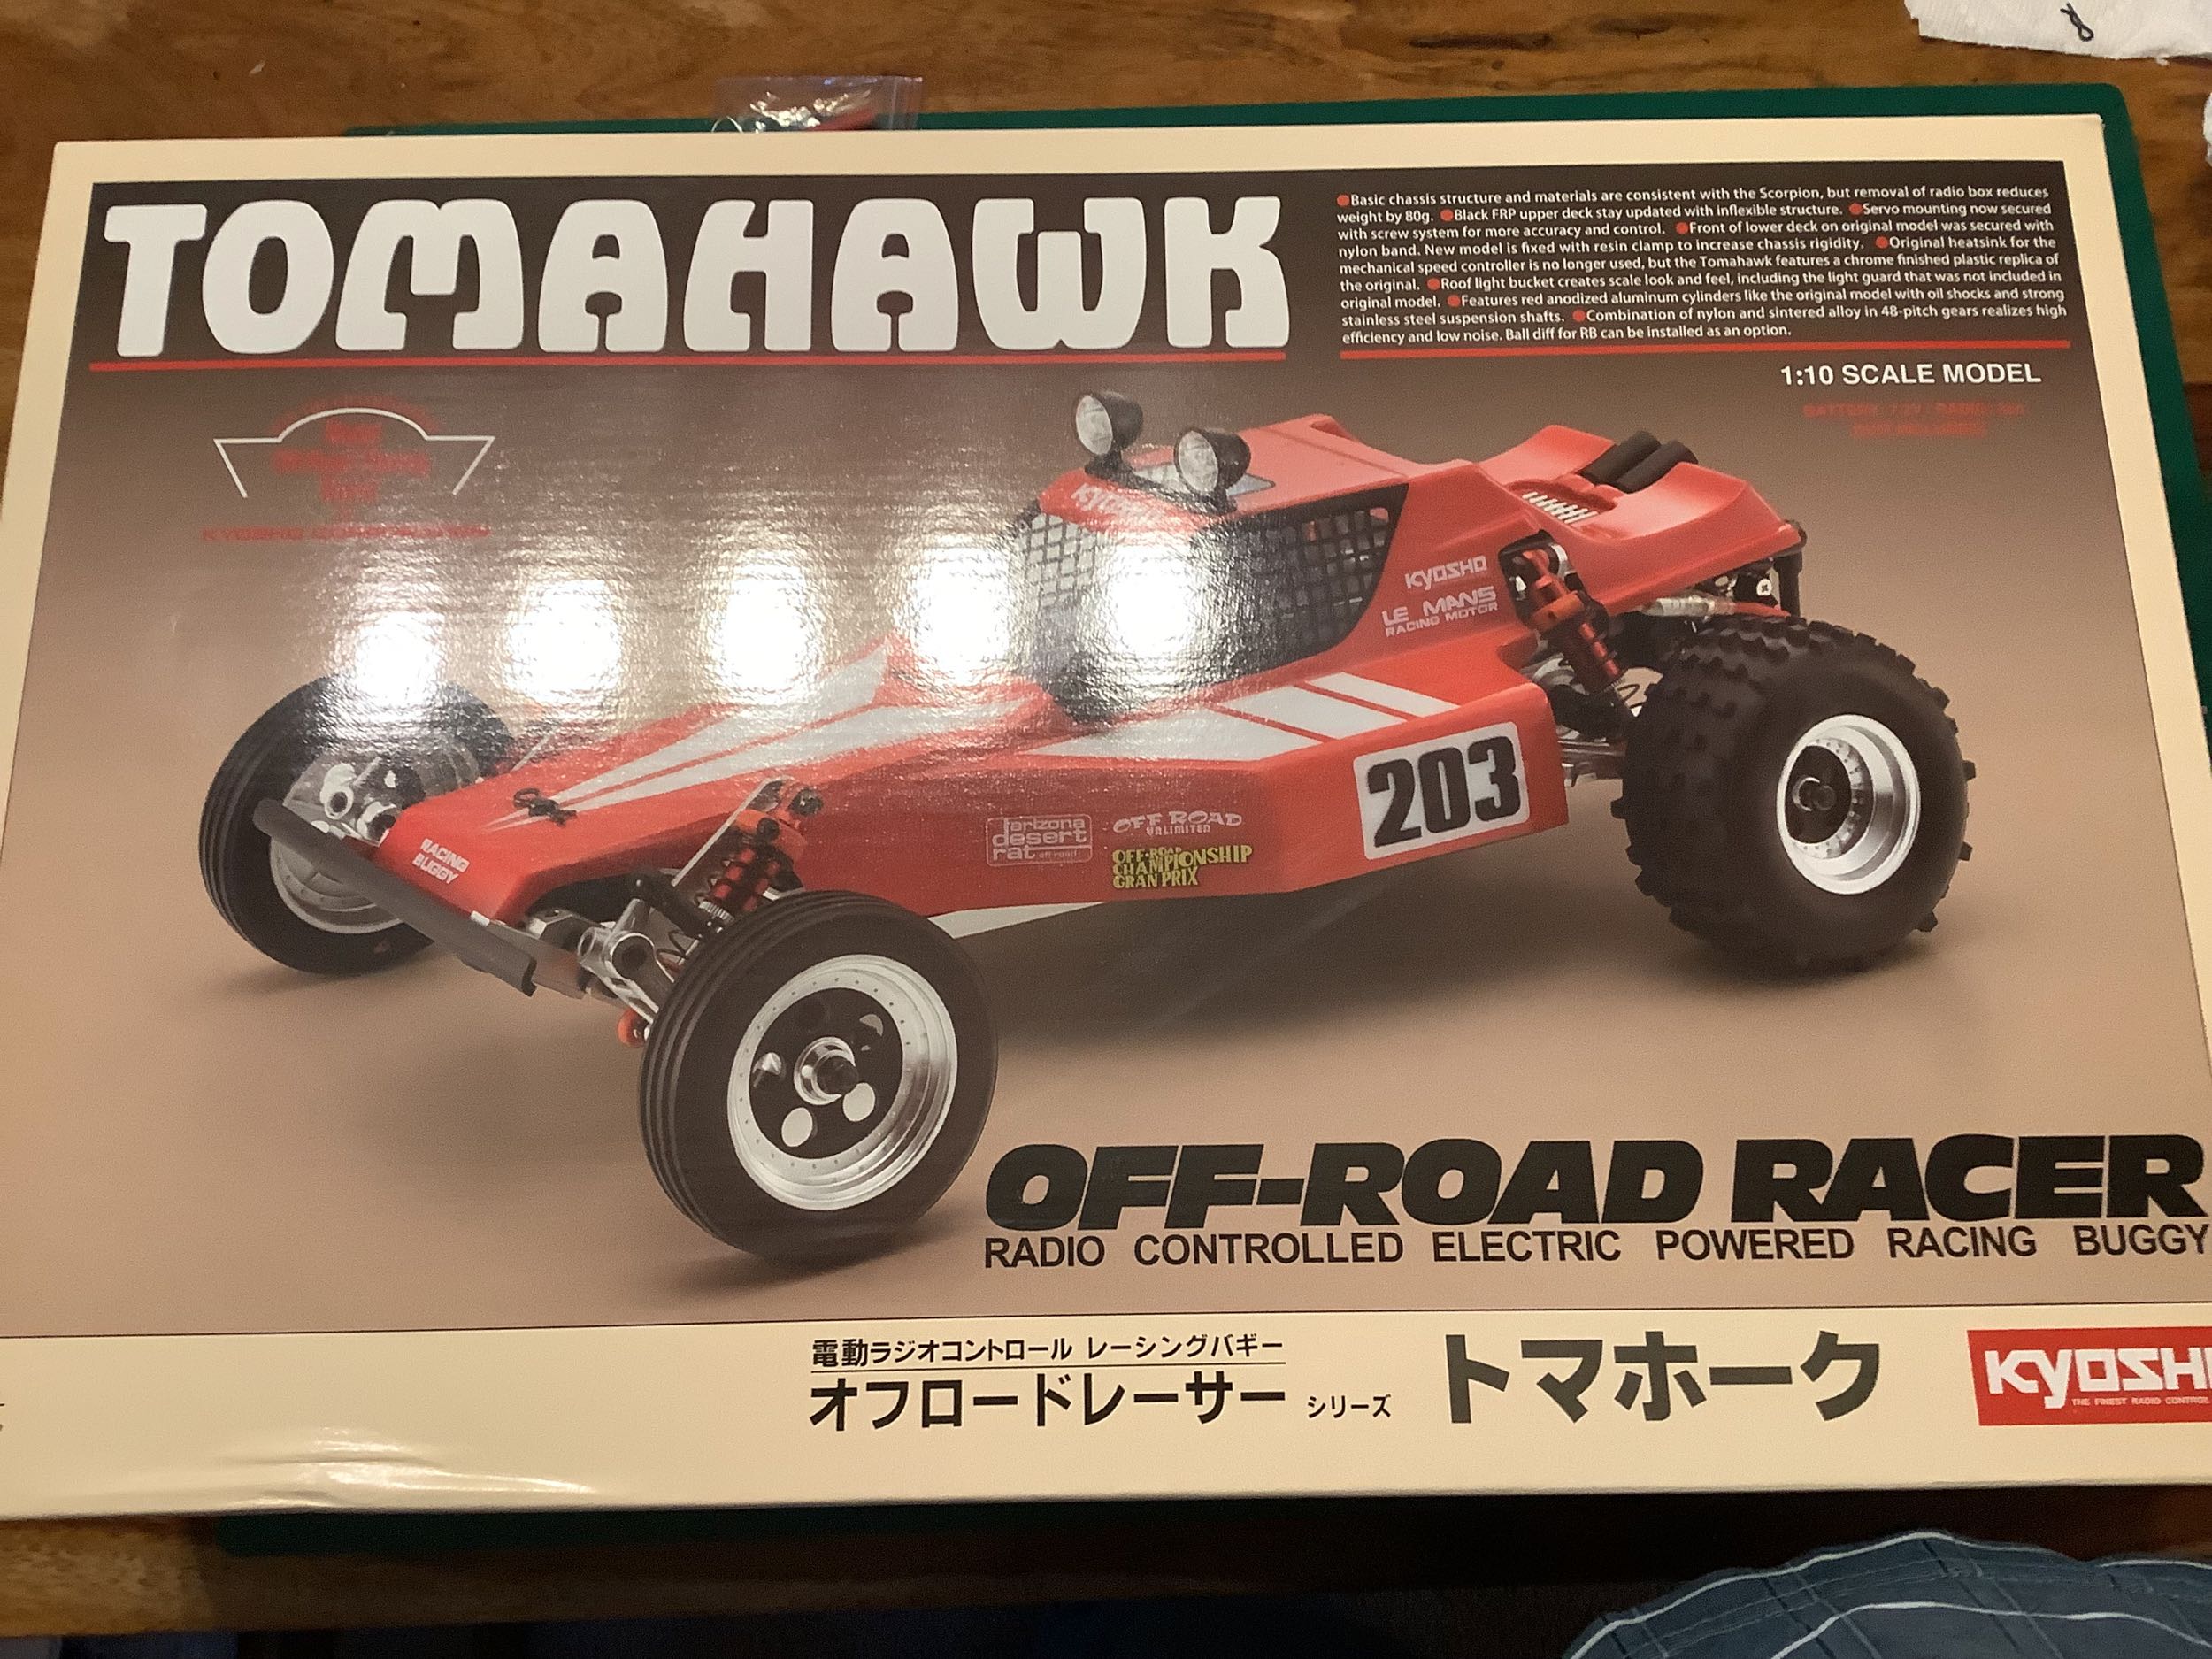 TOMAHAWK
●Basic chassis structure and materials are consistent with the Scorpion, but removal of radio box reduces
weight by 80g. ●Black FRP upper deck stay updated with inflexible structure. ●Servo mounting now secured
with screw system for more accuracy and control. ●Front of lower deck on original model was secured with
nylon band. New model is fixed with resin clamp to increase chassis rigidity. ●Original heatsink for the
mechanical speed controller is no longer used, but the Tomahawk features a chrome finished plastic replica of
the original. ●Roof light bucket creates scale look and feel, including the light guard that was not included in
original model. ●Features red anodized aluminum cylinders like the original model with oil shocks and strong
stainless steel suspension shafts. ●Combination of nylon and sintered alloy in 48-pitch gears realizes high
efficiency and low noise. Ball diff for RB can be installed as an option.
1:10 SCALE MODEL
KYOSHO CORPORATION
KYOSHO
KYOSHO
LE MANS
RACING MOTOR
203
arizona
desert
rat off road
OFF ROAD
UNLIMITED
OFF-ROAD
CHAMPIONSHIP
GRAN PRIX
RACING
BUGGY
OFF-ROAD RACER
RADIO CONTROLLED ELECTRIC POWERED RACING BUGGY
電動ラジオコントロール レーシングバギー
オフロードレーサー シリーズ トマホーク
KYOSH
THE FINEST RADIO CONTROL